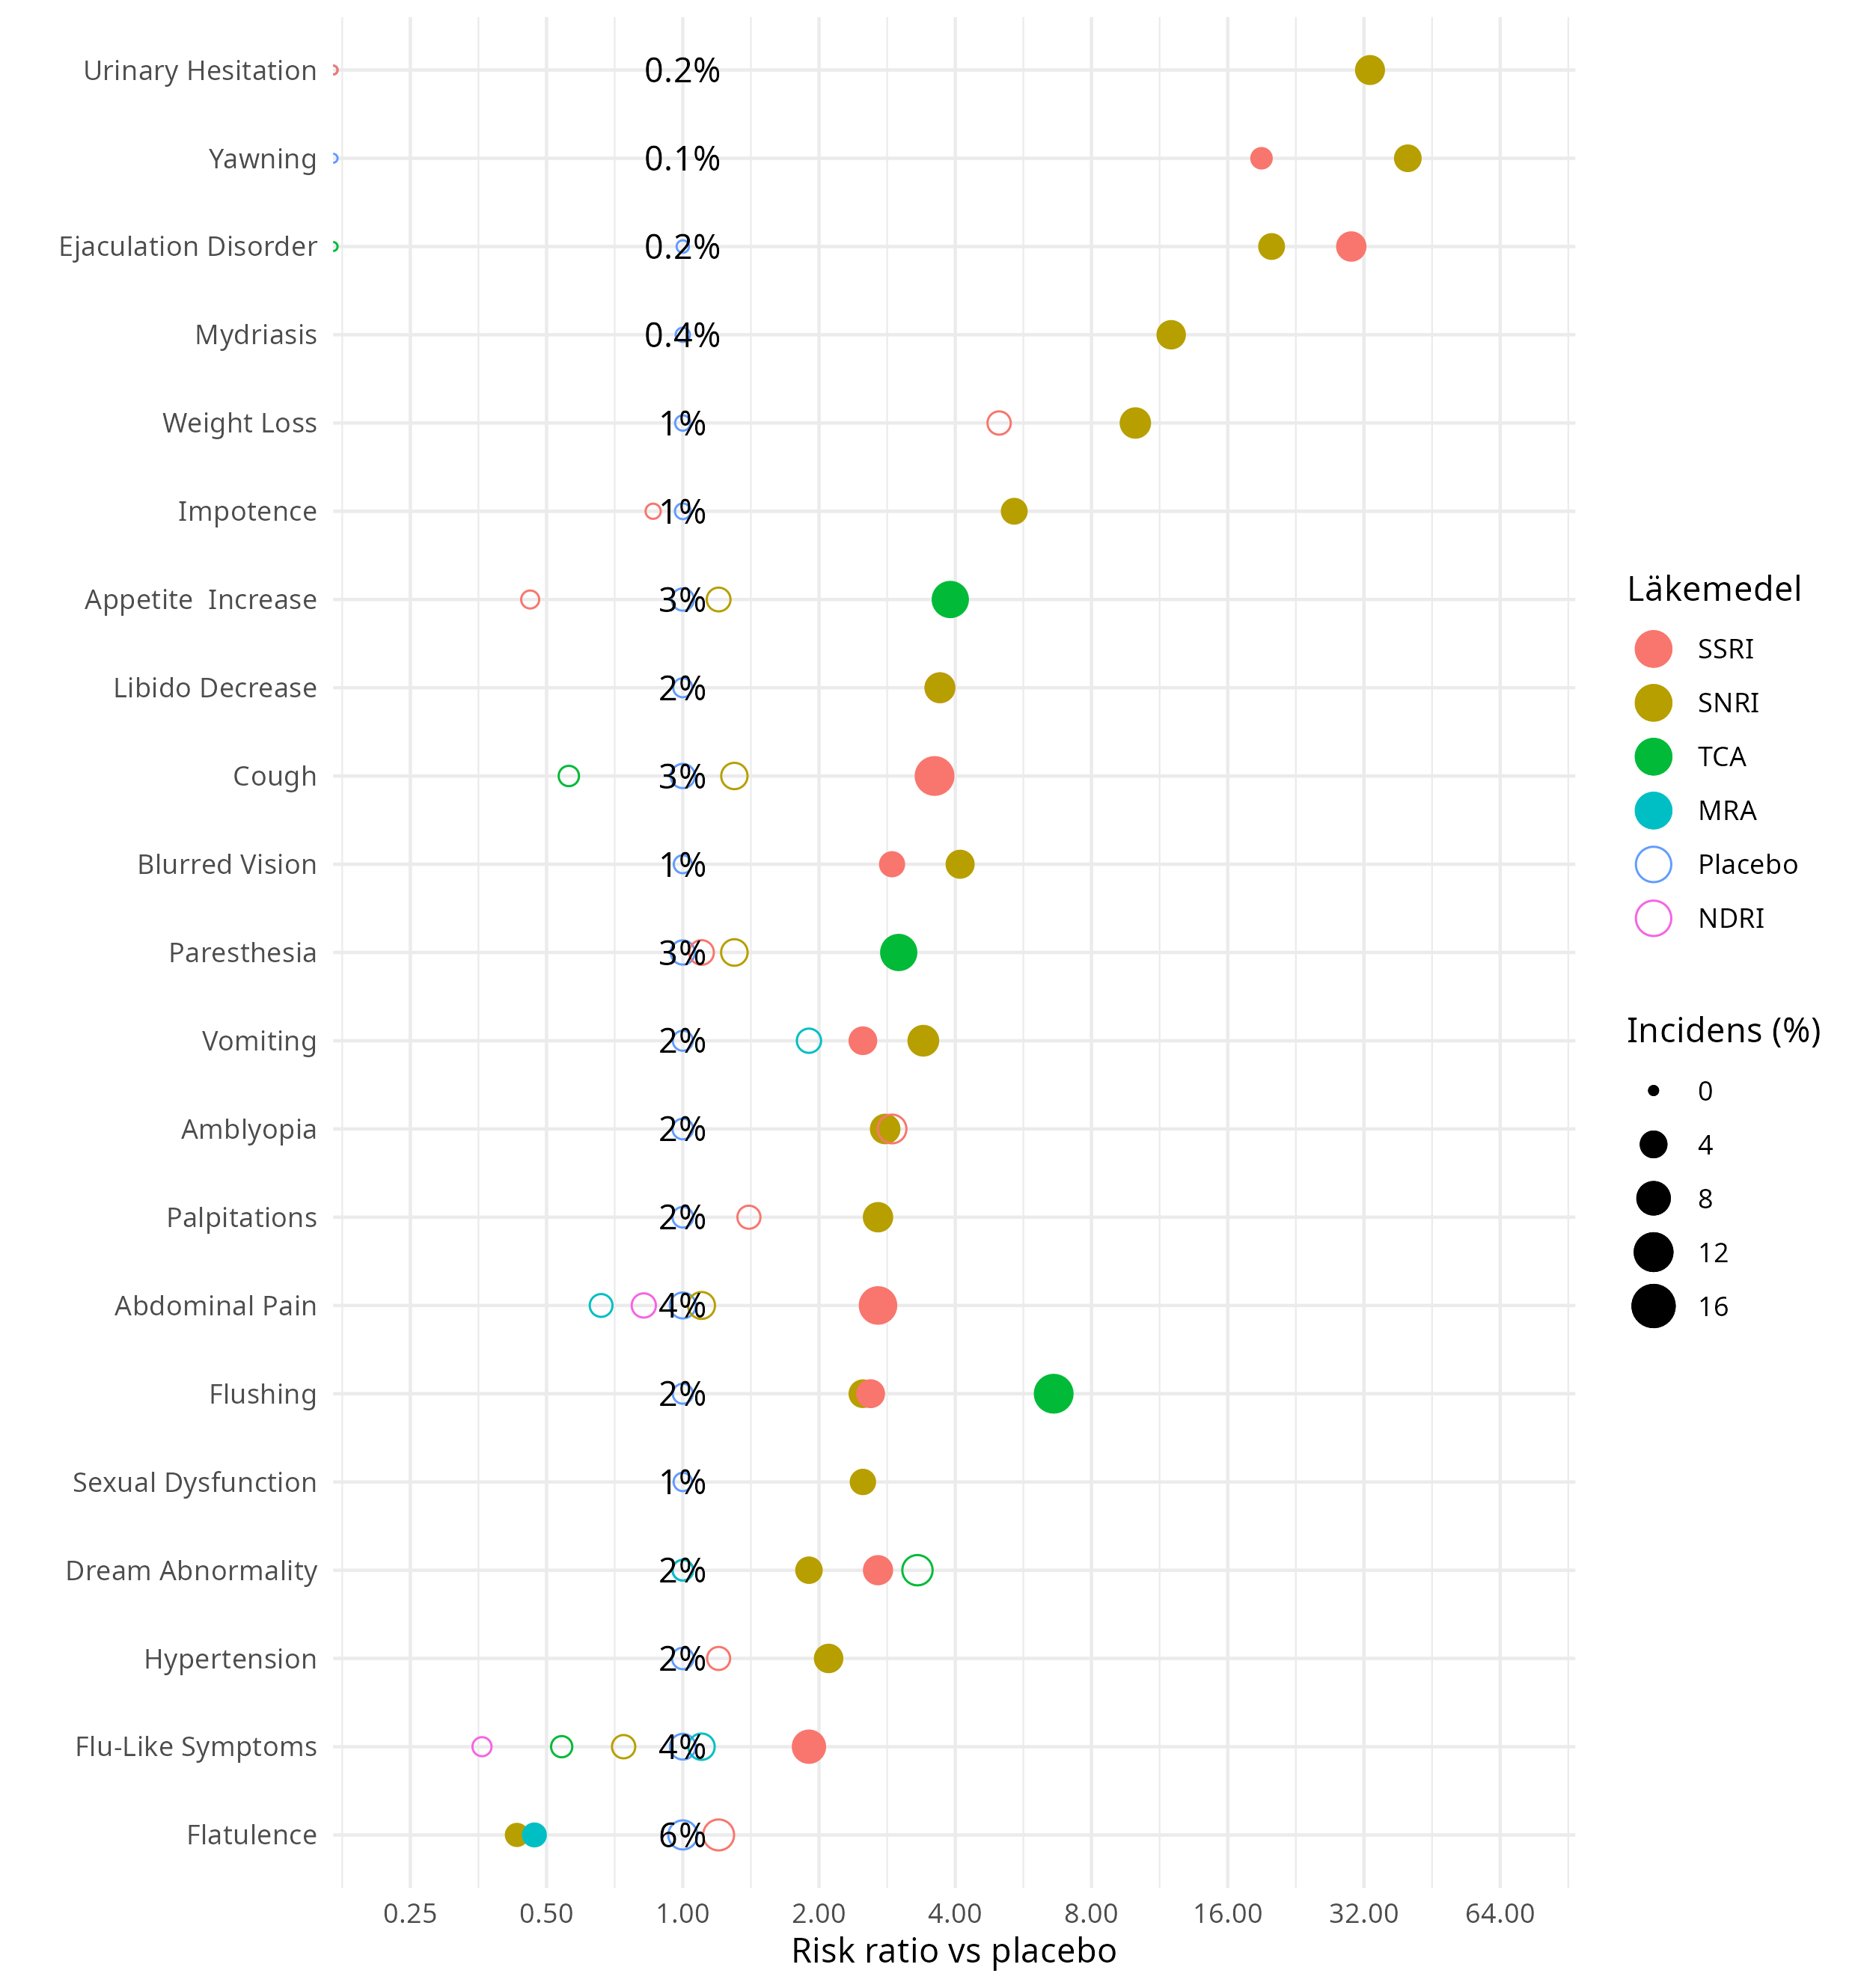 Urinary Hesitation 0.2%
Yawning 0.1%
Ejaculation Disorder 0.2%
Mydriasis 0.4%
Weight Loss 1%
Impotence 1%
Appetite  Increase 3%
Libido Decrease 2%
Cough 3%
Blurred Vision 1%
Paresthesia 3%
Vomiting 2%
Amblyopia 2%
Palpitations 2%
Abdominal Pain 4%
Flushing 2%
Sexual Dysfunction 1%
Dream Abnormality 2%
Hypertension 2%
Flu-Like Symptoms 4%
Flatulence 6%
0.25 0.50 1.00 2.00 4.00 8.00 16.00 32.00 64.00
Risk ratio vs placebo
Läkemedel
SSRI
SNRI
TCA
MRA
Placebo
NDRI
Incidens (%)
0
4
8
12
16